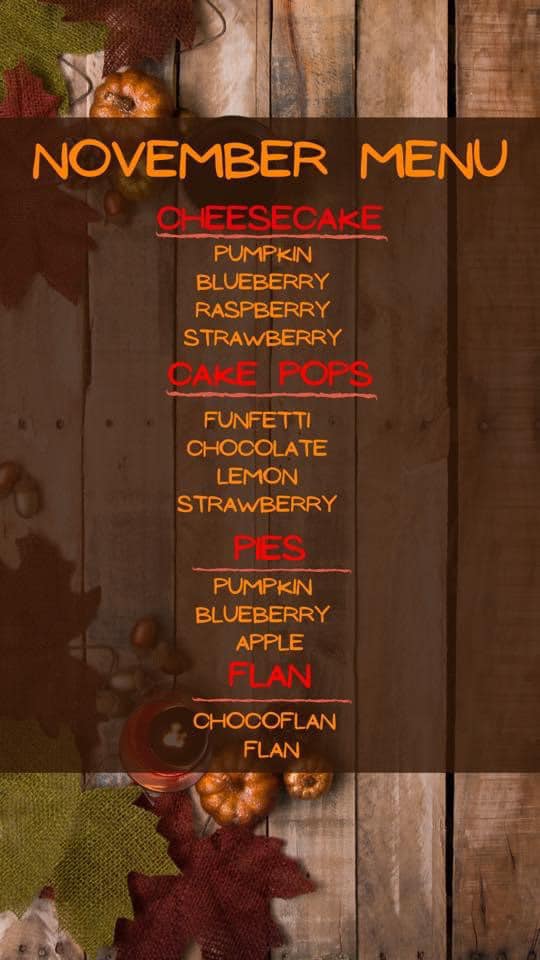 NOVEMBER MENU
CHEESECAKE
PUMPKIN
BLUEBERRY
RASPBERRY
STRAWBERRY
CAKE POPS
FUNFETTI
CHOCOLATE
LEMON
STRAWBERRY
PIES
PUMPKIN
BLUEBERRY
APPLE
FLAN
CHOCOFLAN
FLAN